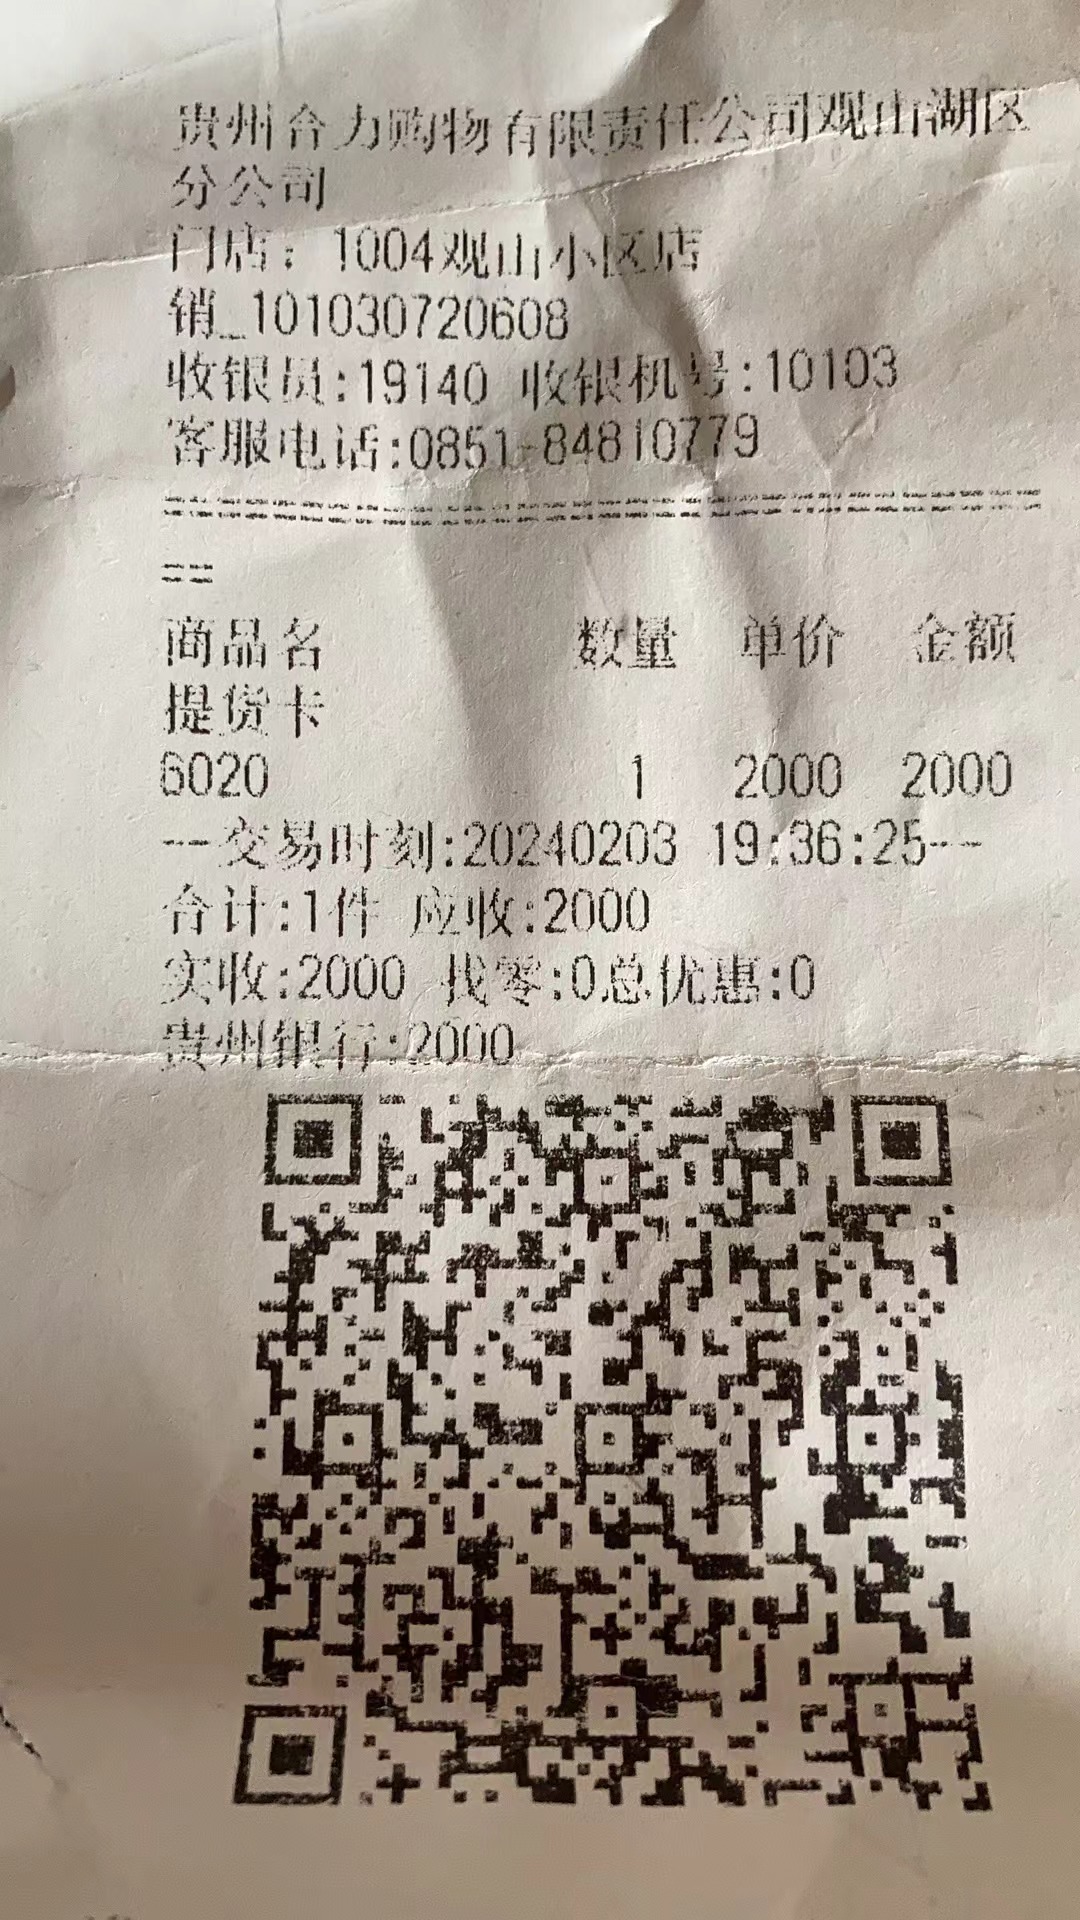 贵州合力购物有限责任公司观山湖区
分公司
门店：1004观山小区店
销_101030720608
收银员:19140 收银机号:10103
客服电话:0851-84810779
==
商品名 数量 单价 金额
提货卡
6020 1 2000 2000
--交易时刻:20240203 19:36:25--
合计:1件 应收:2000
实收:2000 找零:0总优惠:0
贵州银行:2000